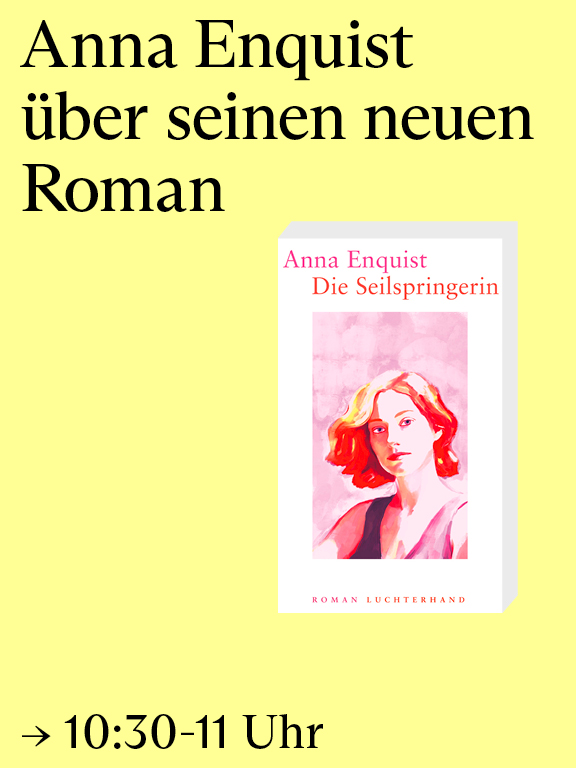 Anna Enquist
über seinen neuen
Roman
Anna Enquist
Die Seilspringerin
ROMAN LUCHTERHAND
→ 10:30-11 Uhr